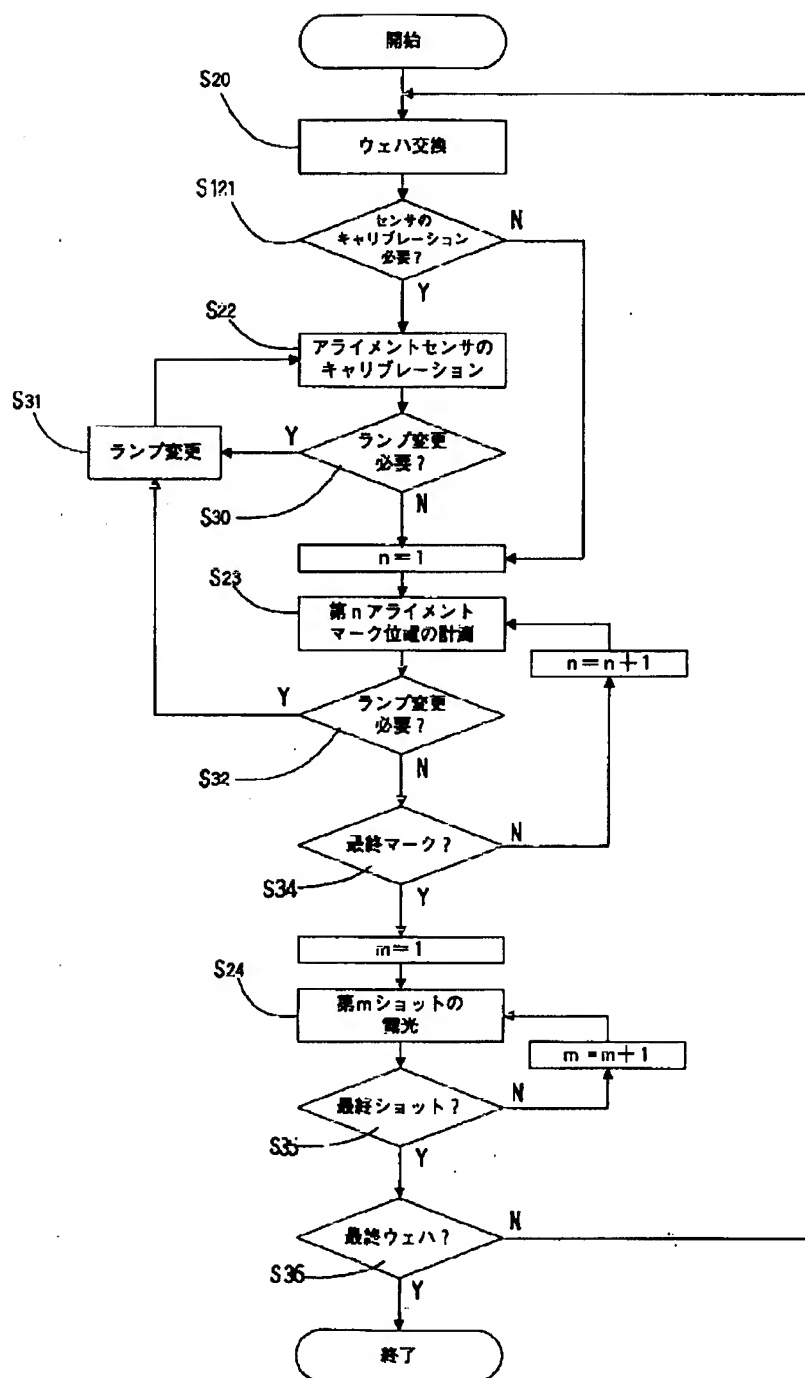 開始
S20
ウェハ交換
S121
センサの
キャリブレーション
必要?
N
Y
S22
アライメントセンサの
キャリブレーション
S31
ランプ変更
Y
ランプ変更
必要?
S30
N
n=1
S23
第nアライメント
マーク位置の計測
n=n+1
Y
ランプ変更
必要?
S32
N
最終マーク?
N
S34
Y
m=1
S24
第mショットの
露光
m=m+1
最終ショット?
N
S35
Y
最終ウェハ?
N
S36
Y
終了